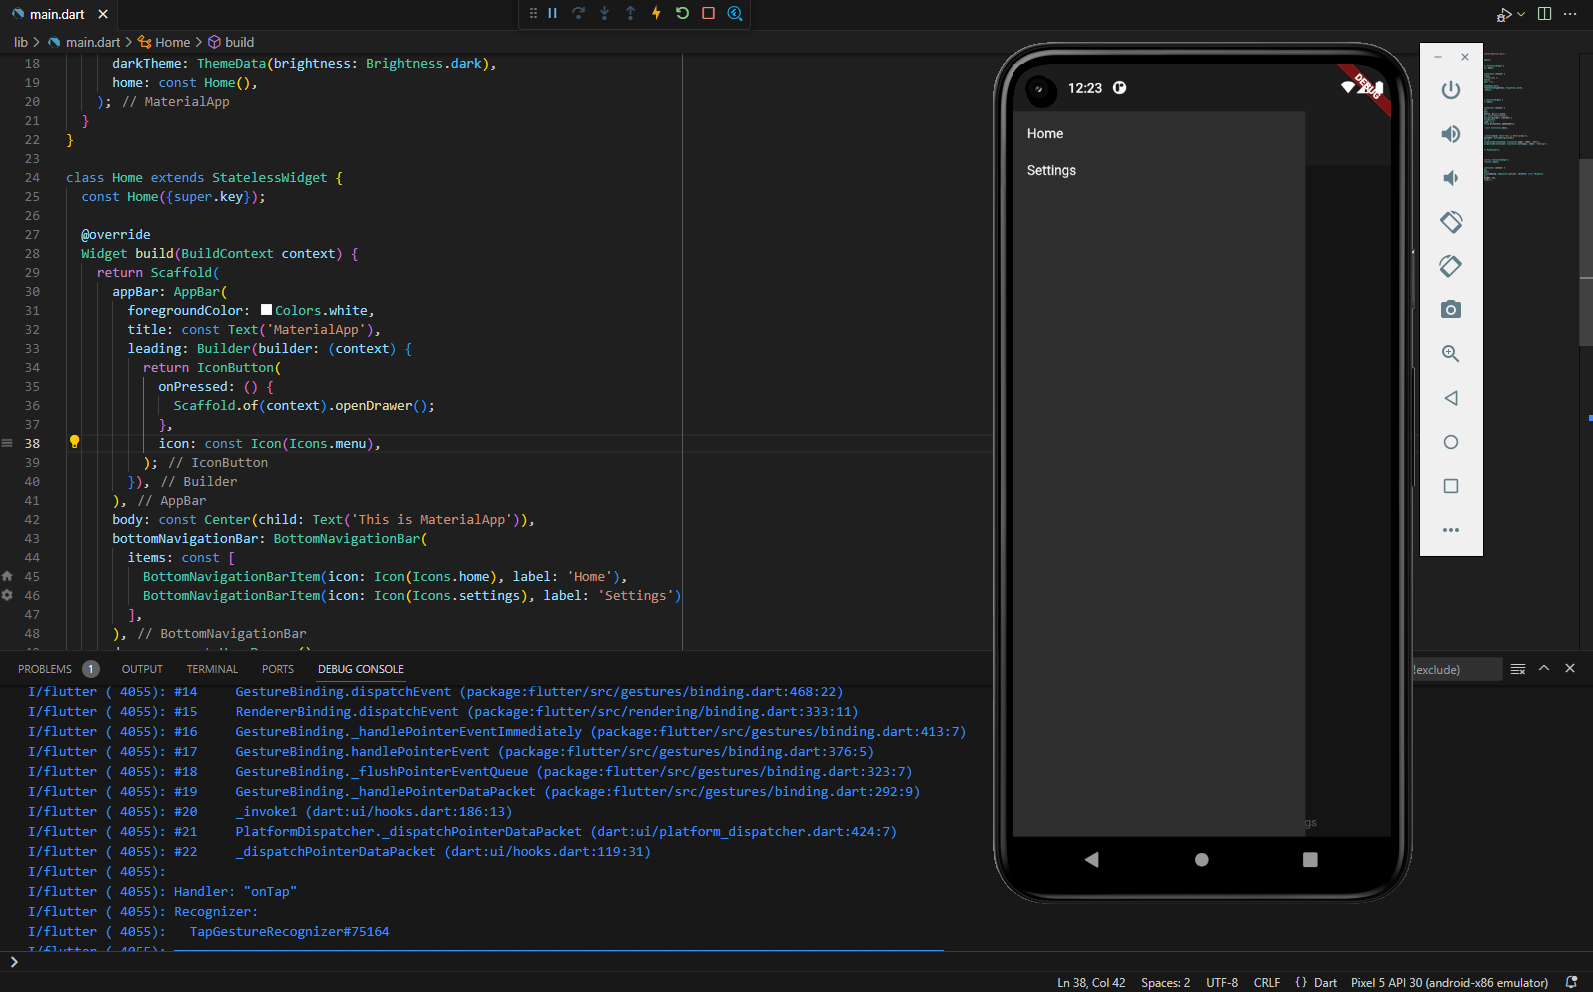 main.dart
lib > main.dart > Home > build
18 darkTheme: ThemeData(brightness: Brightness.dark),
19 home: const Home(),
20 ); // MaterialApp
21 }
22 }
23
24 class Home extends StatelessWidget {
25 const Home({super.key});
26
27 @override
28 Widget build(BuildContext context) {
29 return Scaffold(
30 appBar: AppBar(
31 foregroundColor: Colors.white,
32 title: const Text('MaterialApp'),
33 leading: Builder(builder: (context) {
34 return IconButton(
35 onPressed: () {
36 Scaffold.of(context).openDrawer();
37 },
38 icon: const Icon(Icons.menu),
39 ); // IconButton
40 }), // Builder
41 ), // AppBar
42 body: const Center(child: Text('This is MaterialApp')),
43 bottomNavigationBar: BottomNavigationBar(
44 items: const [
45 BottomNavigationBarItem(icon: Icon(Icons.home), label: 'Home'),
46 BottomNavigationBarItem(icon: Icon(Icons.settings), label: 'Settings')
47 ],
48 ), // BottomNavigationBar
12:23
DEBUG
Home
Settings
gs
PROBLEMS 1 OUTPUT TERMINAL PORTS DEBUG CONSOLE
!exclude)
I/flutter ( 4055): #14 GestureBinding.dispatchEvent (package:flutter/src/gestures/binding.dart:468:22)
I/flutter ( 4055): #15 RendererBinding.dispatchEvent (package:flutter/src/rendering/binding.dart:333:11)
I/flutter ( 4055): #16 GestureBinding._handlePointerEventImmediately (package:flutter/src/gestures/binding.dart:413:7)
I/flutter ( 4055): #17 GestureBinding.handlePointerEvent (package:flutter/src/gestures/binding.dart:376:5)
I/flutter ( 4055): #18 GestureBinding._flushPointerEventQueue (package:flutter/src/gestures/binding.dart:323:7)
I/flutter ( 4055): #19 GestureBinding._handlePointerDataPacket (package:flutter/src/gestures/binding.dart:292:9)
I/flutter ( 4055): #20 _invoke1 (dart:ui/hooks.dart:186:13)
I/flutter ( 4055): #21 PlatformDispatcher._dispatchPointerDataPacket (dart:ui/platform_dispatcher.dart:424:7)
I/flutter ( 4055): #22 _dispatchPointerDataPacket (dart:ui/hooks.dart:119:31)
I/flutter ( 4055):
I/flutter ( 4055): Handler: "onTap"
I/flutter ( 4055): Recognizer:
I/flutter ( 4055): TapGestureRecognizer#75164
I/flutter ( 4055):
>
Ln 38, Col 42 Spaces: 2 UTF-8 CRLF {} Dart Pixel 5 API 30 (android-x86 emulator)